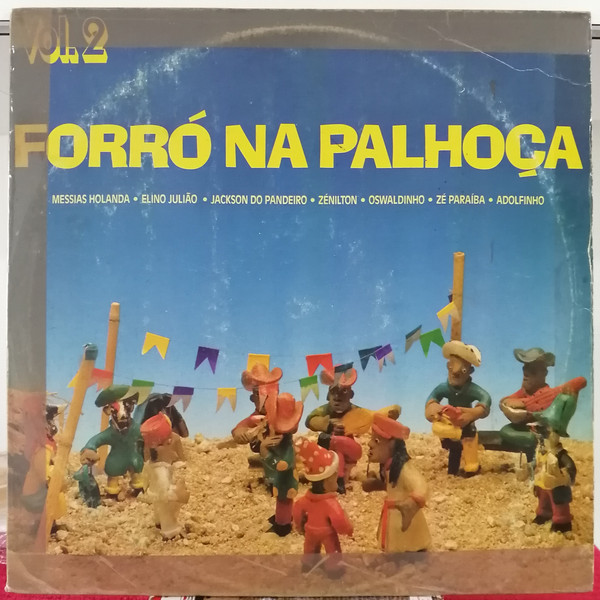 Vol. 2
FORRÓ NA PALHOÇA
MESSIAS HOLANDA • ELINO JULIÃO • JACKSON DO PANDEIRO • ZÉNILTON • OSWALDINHO • ZÉ PARAÍBA • ADOLFINHO